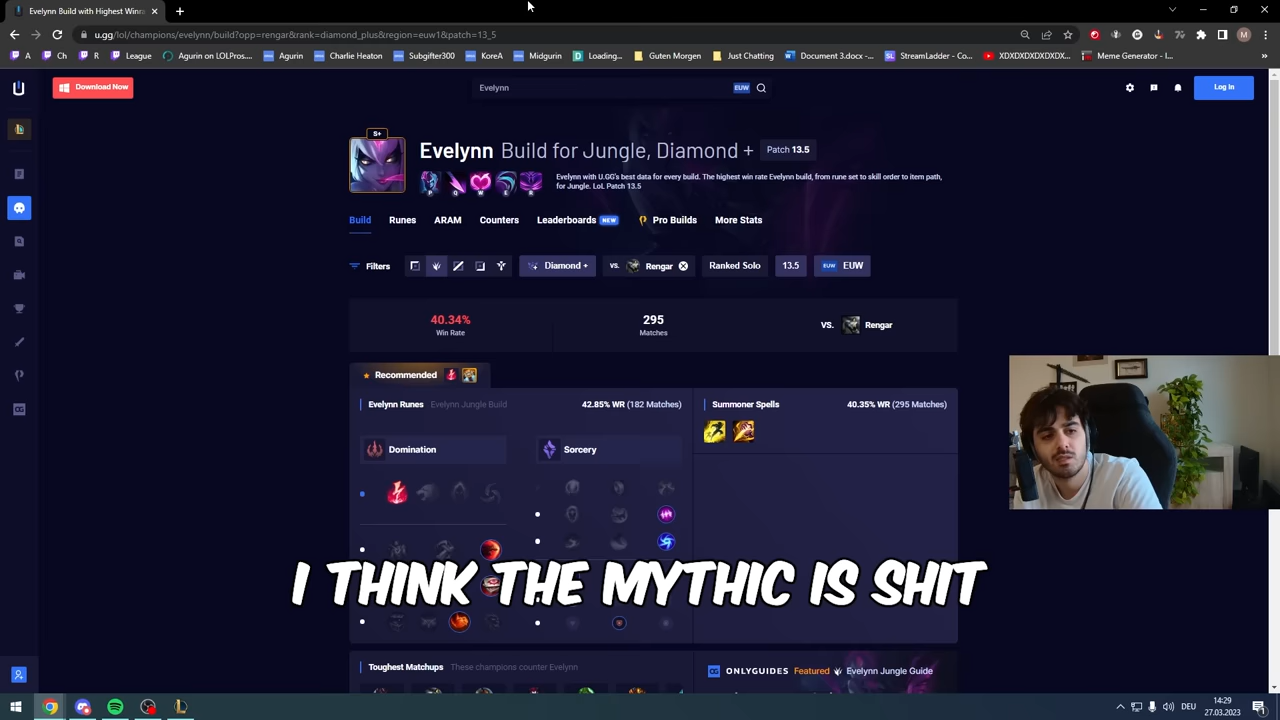 Evelynn Build with Highest Winra
u.gg/lol/champions/evelynn/build?opp=rengar&rank=diamond_plus&region=euw1&patch=13_5
M
A Ch R Agurin on LOLPros.... Agurin Charlie Heaton Superfighter300 KoreA Midgurin Loading... Guten Morgen Just Chatting Document 3.docx -... StreamLadder - Co... XDXDXDXDXDXDX... Meme Generator -... »
Download Now
Evelynn EUW
Log In
S+
Evelynn Build for Jungle, Diamond + Patch 13.5
P Q W E R
Evelynn with U.GG's best data for every build. The highest win rate Evelynn build, from rune set to skill order to item path,
for Jungle. LoL Patch 13.5
Build Runes ARAM Counters Leaderboards NEW Pro Builds More Stats
Filters Diamond + VS. Rengar Ranked Solo 13.5 EUW EUW
40.34% 295
Win Rate Matches
VS. Rengar
Recommended
Evelynn Runes Evelynn Jungle Build 42.85% WR (182 Matches)
Summoner Spells 40.35% WR (295 Matches)
Domination Sorcery
I THINK THE MYTHIC IS SHIT
Toughest Matchups These champions counter Evelynn
ONLYGUIDES Featured Evelynn Jungle Guide
DEU
14:29
27.03.2023